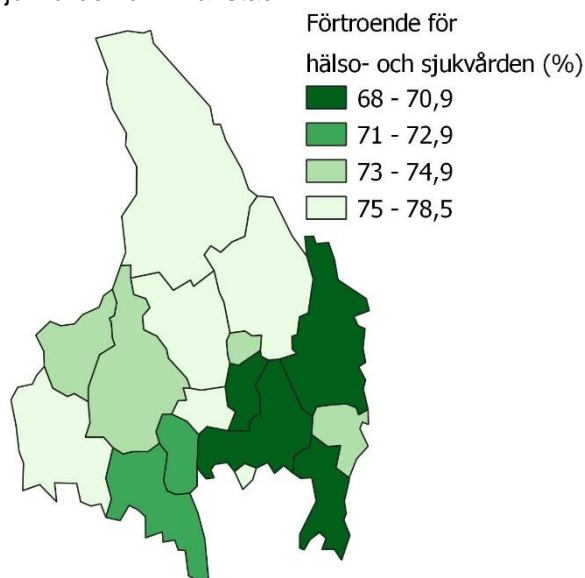 Förtroende för
hälso- och sjukvården (%)
68 - 70,9
71 - 72,9
73 - 74,9
75 - 78,5